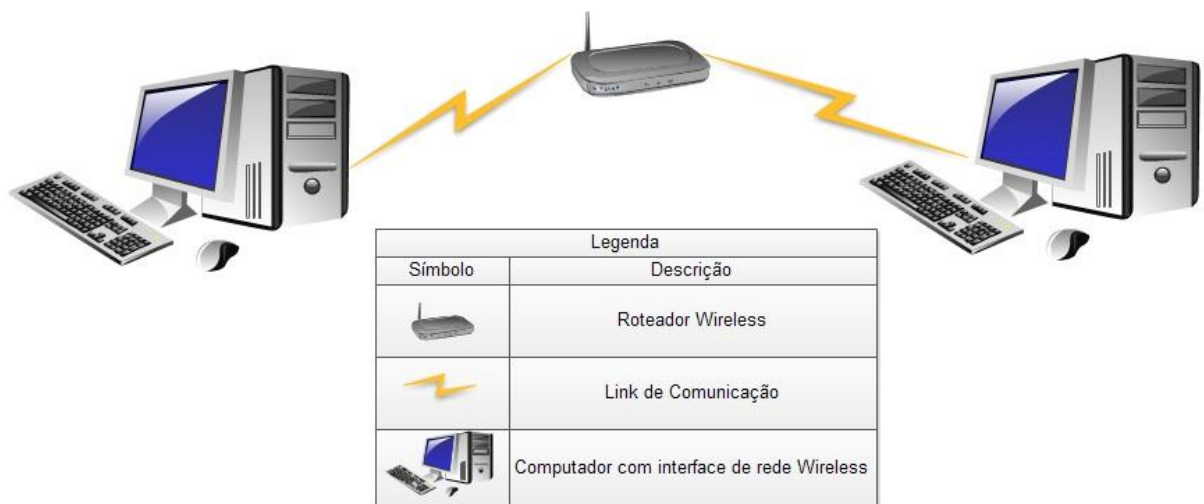 Legenda
Símbolo Descrição
Roteador Wireless
Link de Comunicação
Computador com interface de rede Wireless